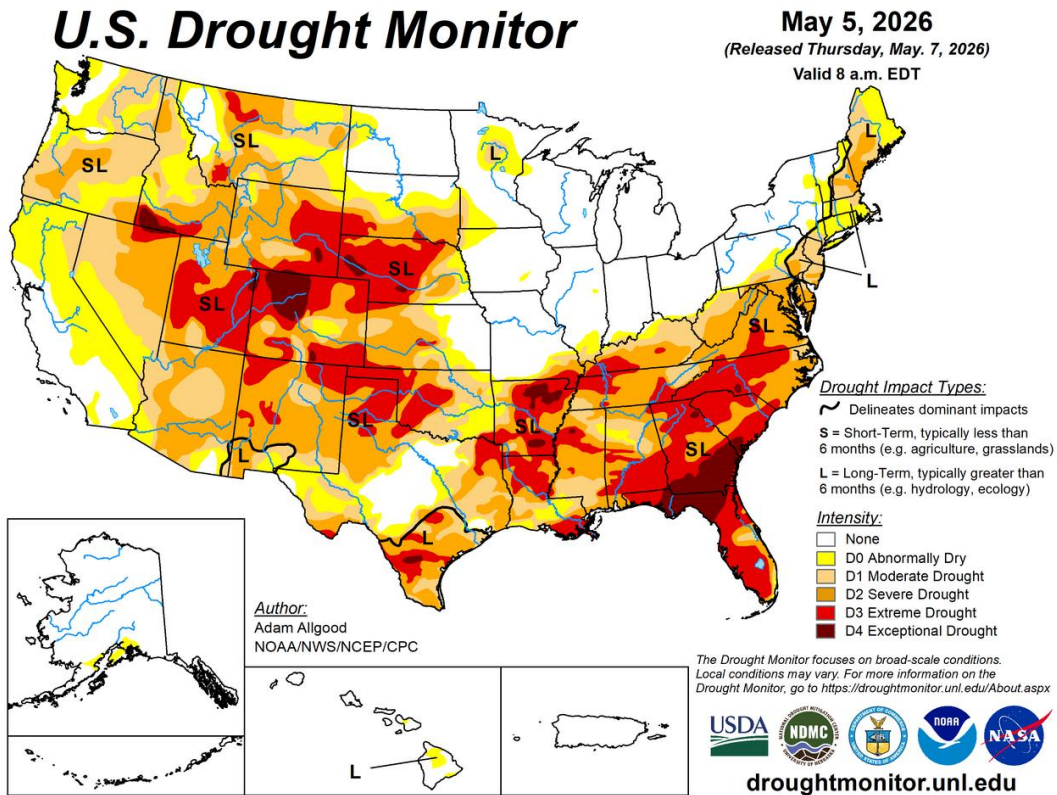 U.S. Drought Monitor
May 5, 2026
(Released Thursday, May. 7, 2026)
Valid 8 a.m. EDT
SL
SL
L
L
L
SL
SL
SL
SL
SL
SL
L
L
Drought Impact Types:
Delineates dominant impacts
S = Short-Term, typically less than
6 months (e.g. agriculture, grasslands)
L = Long-Term, typically greater than
6 months (e.g. hydrology, ecology)
Intensity:
None
D0 Abnormally Dry
D1 Moderate Drought
D2 Severe Drought
D3 Extreme Drought
D4 Exceptional Drought
Author:
Adam Allgood
NOAA/NWS/NCEP/CPC
L
The Drought Monitor focuses on broad-scale conditions.
Local conditions may vary. For more information on the
Drought Monitor, go to https://droughtmonitor.unl.edu/About.aspx
USDA
NDMC
NOAA
NASA
droughtmonitor.unl.edu